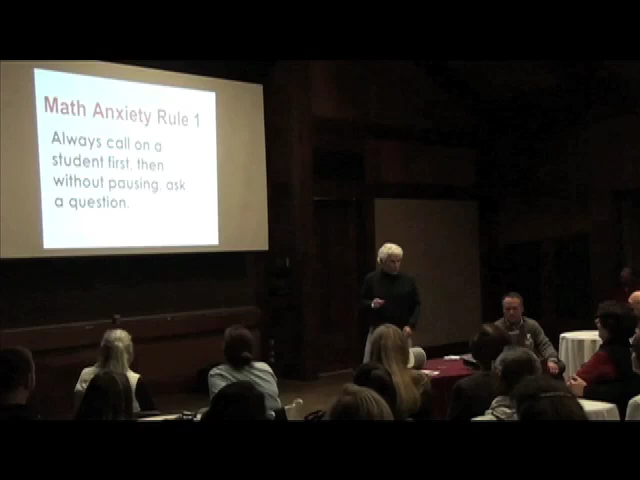 Math Anxiety Rule 1
Always call on a
student first, then
without pausing, ask
a question.